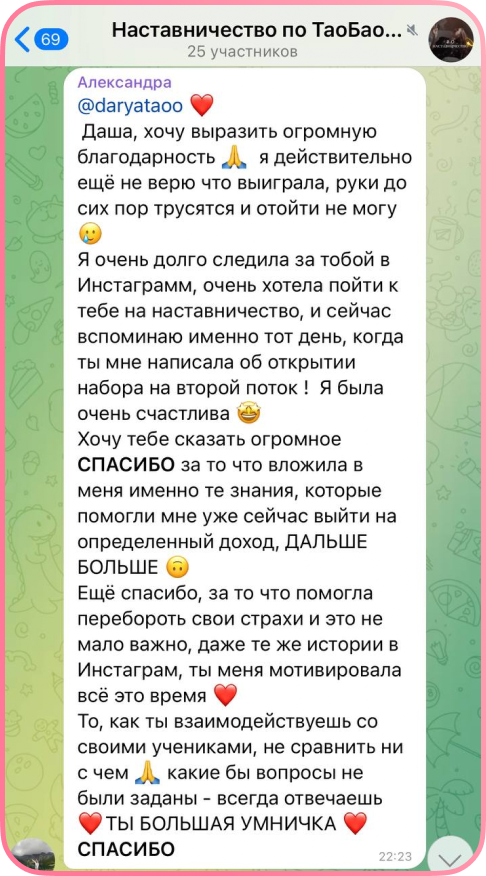 69
Наставничество по ТаоБао...
25 участников
Александра
@daryataoo ❤️
Даша, хочу выразить огромную
благодарность 🙏 я действительно
ещё не верю что выиграла, руки до
сих пор трусятся и отойти не могу
🥲
Я очень долго следила за тобой в
Инстаграмм, очень хотела пойти к
тебе на наставничество, и сейчас
вспоминаю именно тот день, когда
ты мне написала об открытии
набора на второй поток ! Я была
очень счастлива 🤩
Хочу тебе сказать огромное
СПАСИБО за то что вложила в
меня именно те знания, которые
помогли мне уже сейчас выйти на
определенный доход, ДАЛЬШЕ
БОЛЬШЕ 🙃
Ещё спасибо, за то что помогла
перебороть свои страхи и это не
мало важно, даже те же истории в
Инстаграм, ты меня мотивировала
всё это время ❤️
То, как ты взаимодействуешь со
своими учениками, не сравнить ни
с чем 🙏 какие бы вопросы не
были заданы - всегда отвечаешь
❤️ТЫ БОЛЬШАЯ УМНИЧКА ❤️
СПАСИБО
22:23